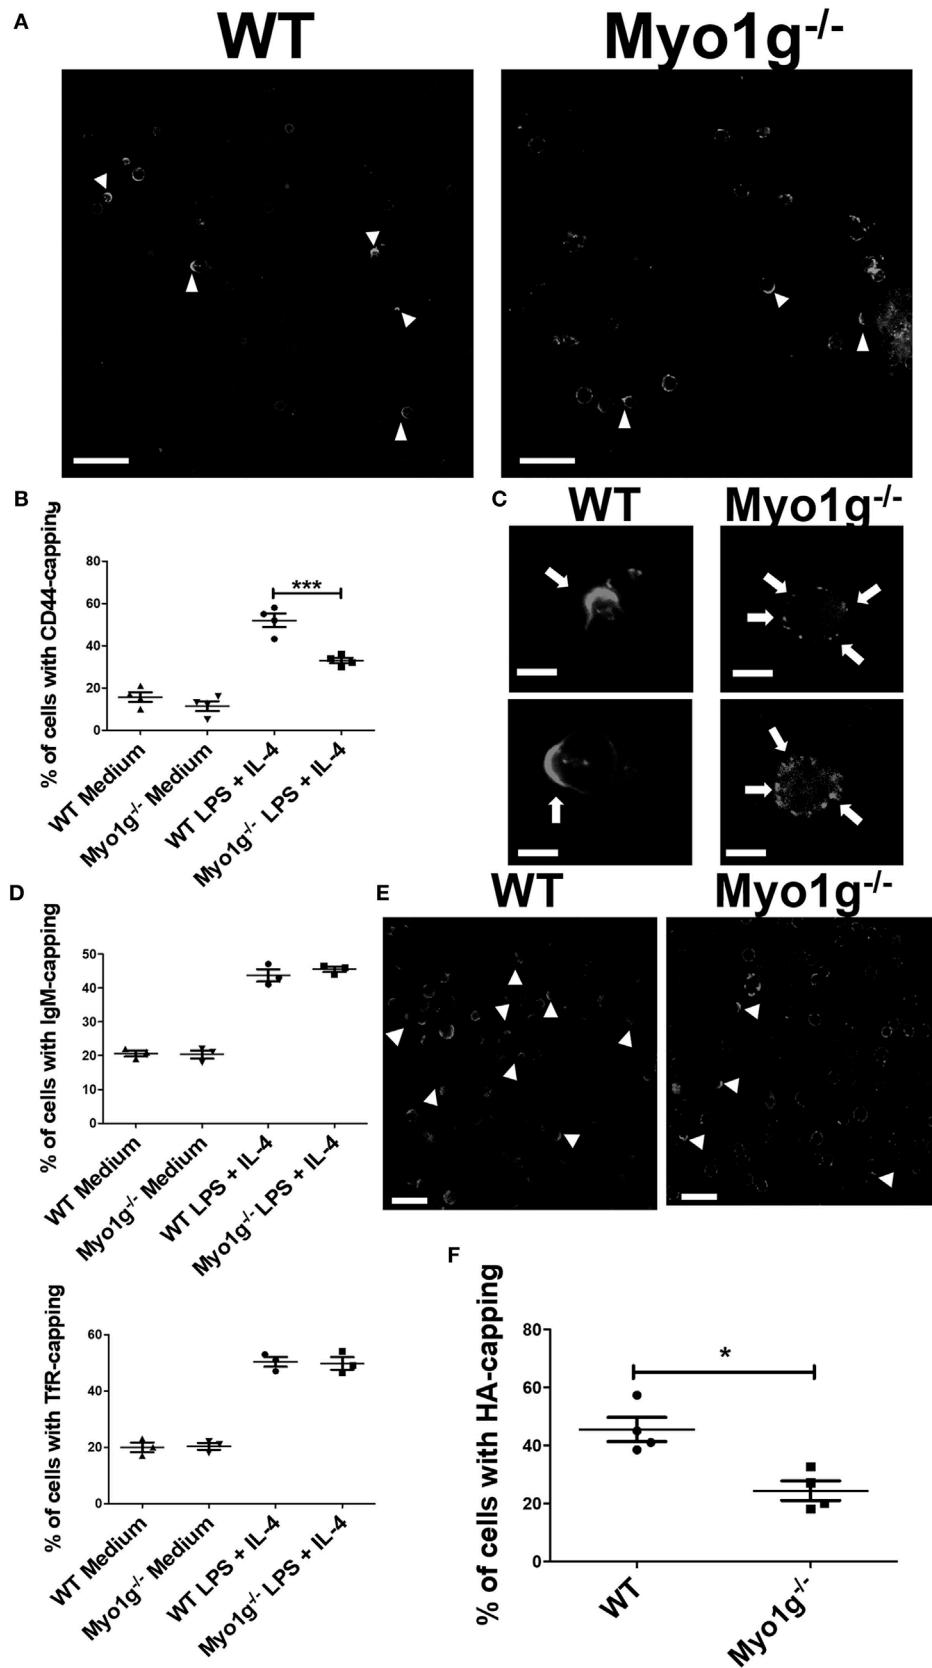 A
WT
Myo1g-/-
B
% of cells with CD44-capping
80
60
40
20
0
***
WT Medium
Myo1g-/- Medium
WT LPS + IL-4
Myo1g-/- LPS + IL-4
C
WT
Myo1g-/-
D
% of cells with IgM-capping
50
40
30
20
10
0
WT Medium
Myo1g-/- Medium
WT LPS + IL-4
Myo1g-/- LPS + IL-4
% of cells with TfR-capping
60
40
20
0
WT Medium
Myo1g-/- Medium
WT LPS + IL-4
Myo1g-/- LPS + IL-4
E
WT
Myo1g-/-
F
% of cells with HA-capping
80
60
40
20
0
*
WT
Myo1g-/-